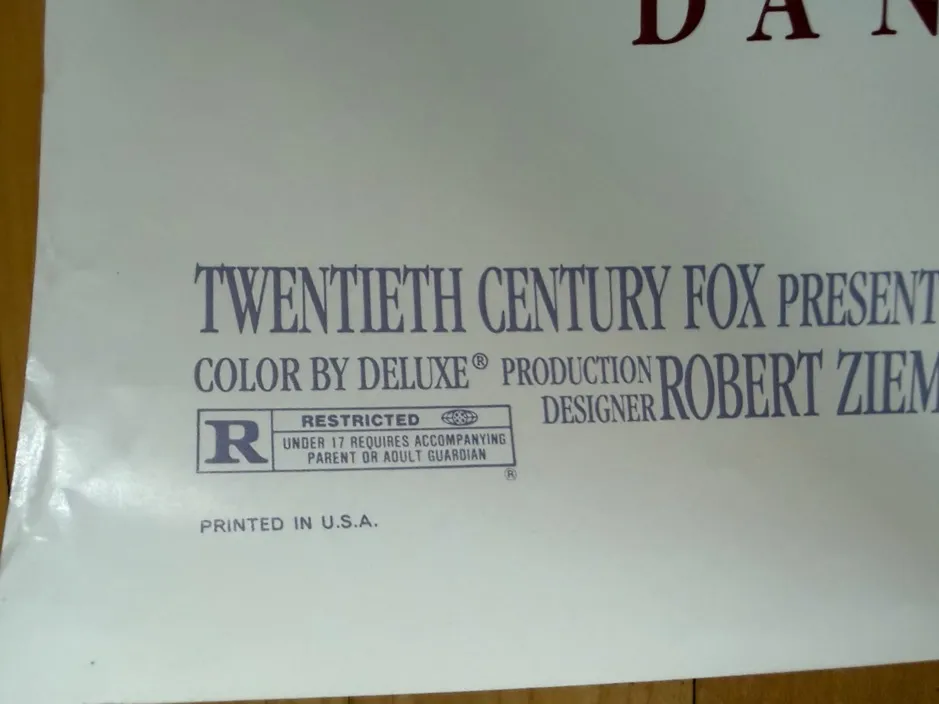 DAN
TWENTIETH CENTURY FOX PRESENT
COLOR BY DELUXE® PRODUCTION DESIGNER ROBERT ZIEM
R
RESTRICTED
UNDER 17 REQUIRES ACCOMPANYING
PARENT OR ADULT GUARDIAN
®
PRINTED IN U.S.A.